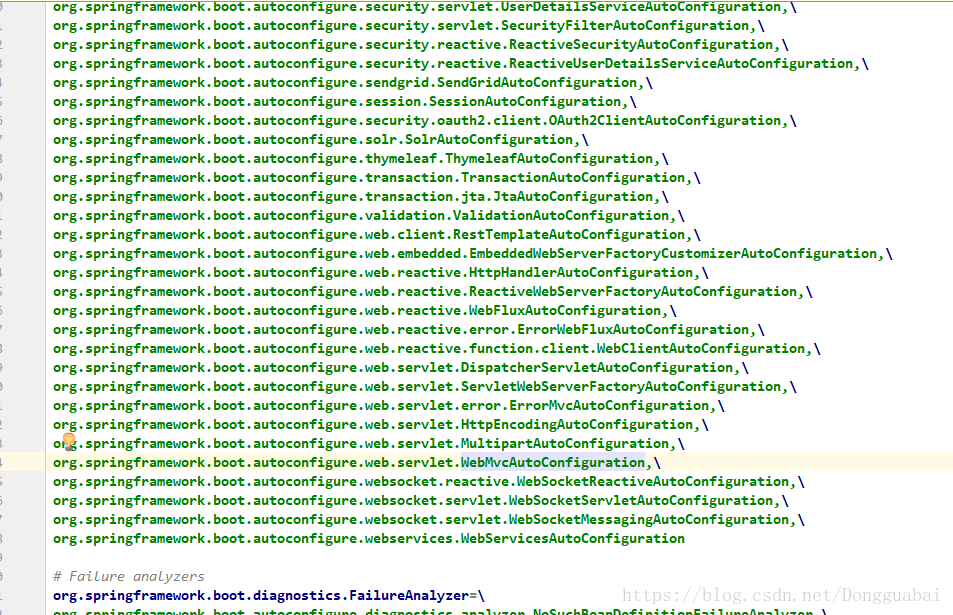 org.springframework.boot.autoconfigure.security.servlet.UserDetailsServiceAutoConfiguration,\
org.springframework.boot.autoconfigure.security.servlet.SecurityFilterAutoConfiguration,\
org.springframework.boot.autoconfigure.security.reactive.ReactiveSecurityAutoConfiguration,\
org.springframework.boot.autoconfigure.security.reactive.ReactiveUserDetailsServiceAutoConfiguration,\
org.springframework.boot.autoconfigure.sendgrid.SendGridAutoConfiguration,\
org.springframework.boot.autoconfigure.session.SessionAutoConfiguration,\
org.springframework.boot.autoconfigure.security.oauth2.client.OAuth2ClientAutoConfiguration,\
org.springframework.boot.autoconfigure.solr.SolrAutoConfiguration,\
org.springframework.boot.autoconfigure.thymeleaf.ThymeleafAutoConfiguration,\
org.springframework.boot.autoconfigure.transaction.TransactionAutoConfiguration,\
org.springframework.boot.autoconfigure.transaction.jta.JtaAutoConfiguration,\
org.springframework.boot.autoconfigure.validation.ValidationAutoConfiguration,\
org.springframework.boot.autoconfigure.web.client.RestTemplateAutoConfiguration,\
org.springframework.boot.autoconfigure.web.embedded.EmbeddedWebServerFactoryCustomizerAutoConfiguration,\
org.springframework.boot.autoconfigure.web.reactive.HttpHandlerAutoConfiguration,\
org.springframework.boot.autoconfigure.web.reactive.ReactiveWebServerFactoryAutoConfiguration,\
org.springframework.boot.autoconfigure.web.reactive.WebFluxAutoConfiguration,\
org.springframework.boot.autoconfigure.web.reactive.error.ErrorWebFluxAutoConfiguration,\
org.springframework.boot.autoconfigure.web.reactive.function.client.WebClientAutoConfiguration,\
org.springframework.boot.autoconfigure.web.servlet.DispatcherServletAutoConfiguration,\
org.springframework.boot.autoconfigure.web.servlet.ServletWebServerFactoryAutoConfiguration,\
org.springframework.boot.autoconfigure.web.servlet.error.ErrorMvcAutoConfiguration,\
org.springframework.boot.autoconfigure.web.servlet.HttpEncodingAutoConfiguration,\
org.springframework.boot.autoconfigure.web.servlet.MultipartAutoConfiguration,\
org.springframework.boot.autoconfigure.web.servlet.WebMvcAutoConfiguration,\
org.springframework.boot.autoconfigure.websocket.reactive.WebSocketReactiveAutoConfiguration,\
org.springframework.boot.autoconfigure.websocket.servlet.WebSocketServletAutoConfiguration,\
org.springframework.boot.autoconfigure.websocket.servlet.WebSocketMessagingAutoConfiguration,\
org.springframework.boot.autoconfigure.webservices.WebServicesAutoConfiguration
# Failure analyzers
org.springframework.boot.diagnostics.FailureAnalyzer=\
https://blog.csdn.net/Dongguabai
org.springframework.boot.autoconfigure.diagnostics.analyzer.NoSuchBeanDefinitionFailureAnalyzer,\